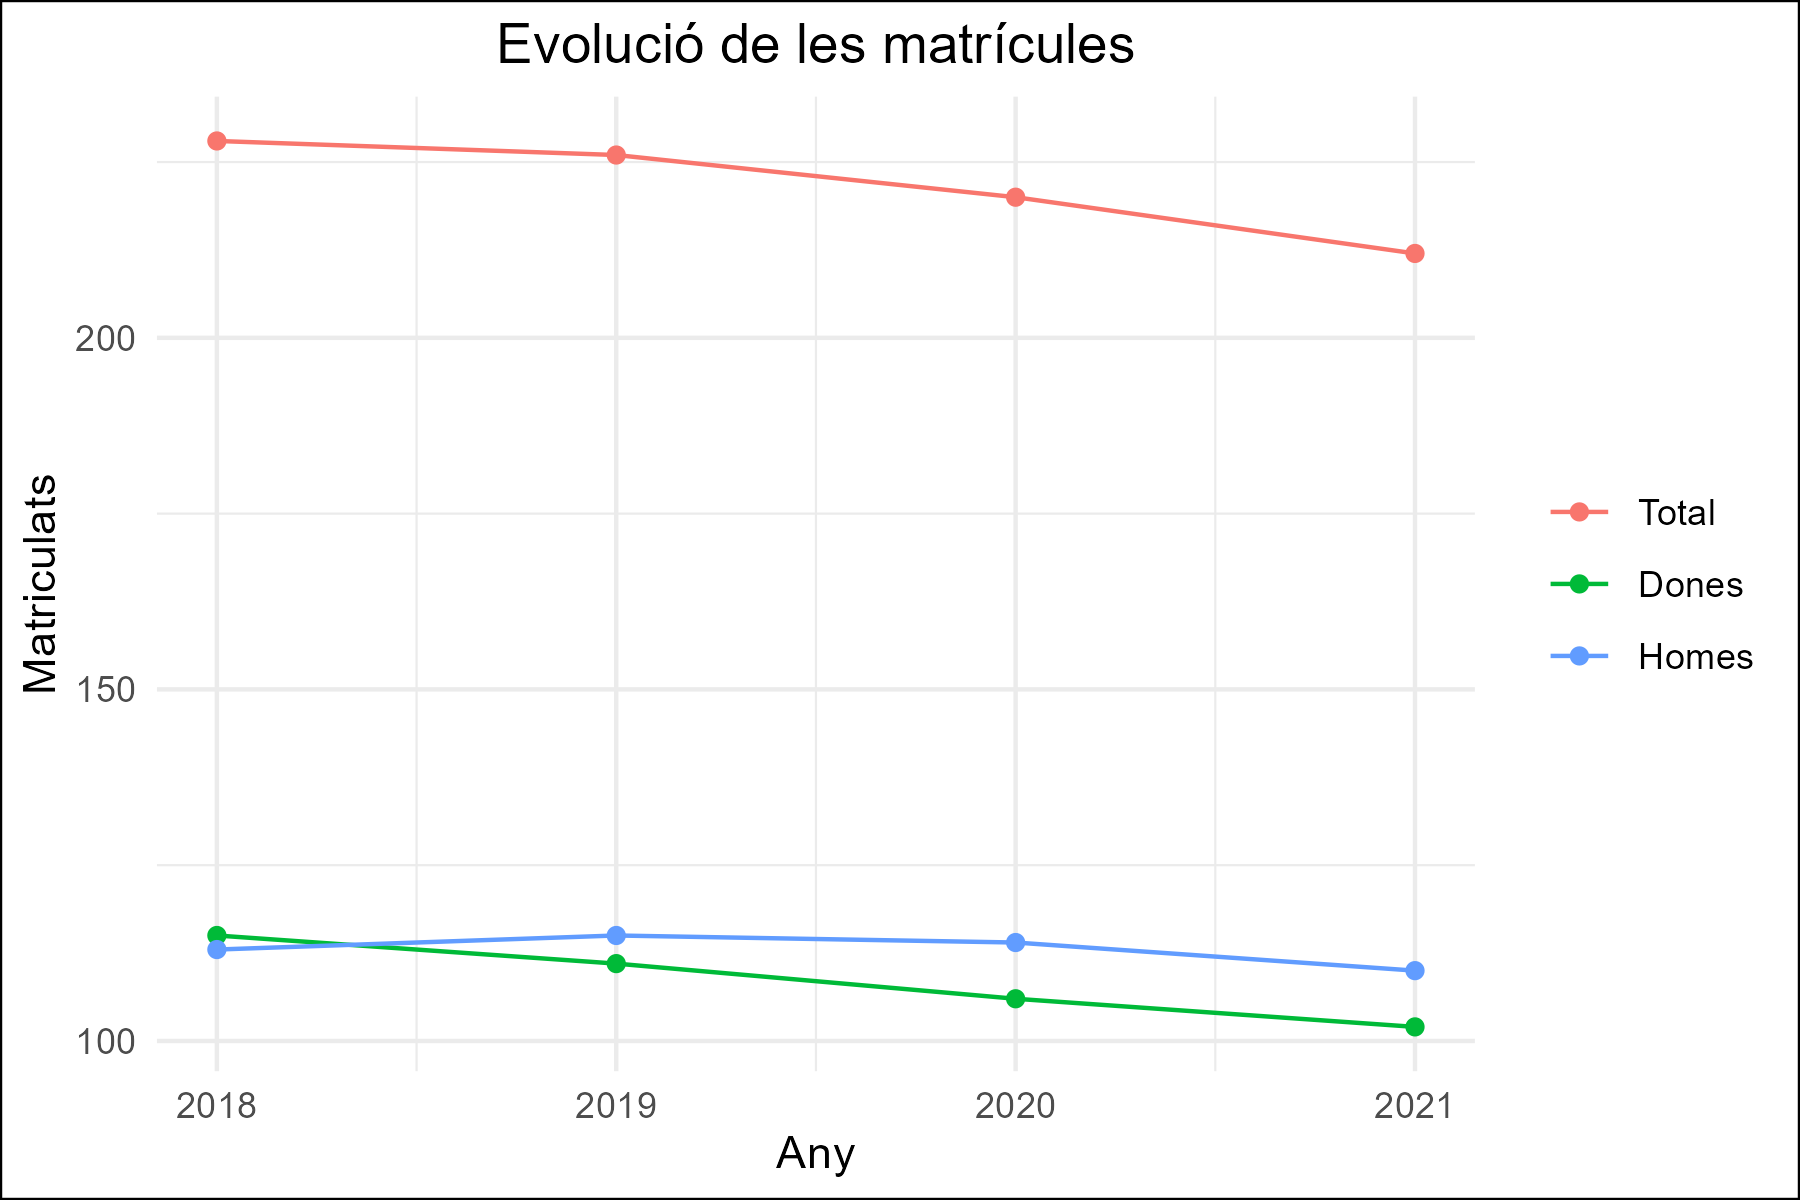 Evolució de les matrícules
Matriculats
200
150
100
2018 2019 2020 2021
Any
Total
Dones
Homes